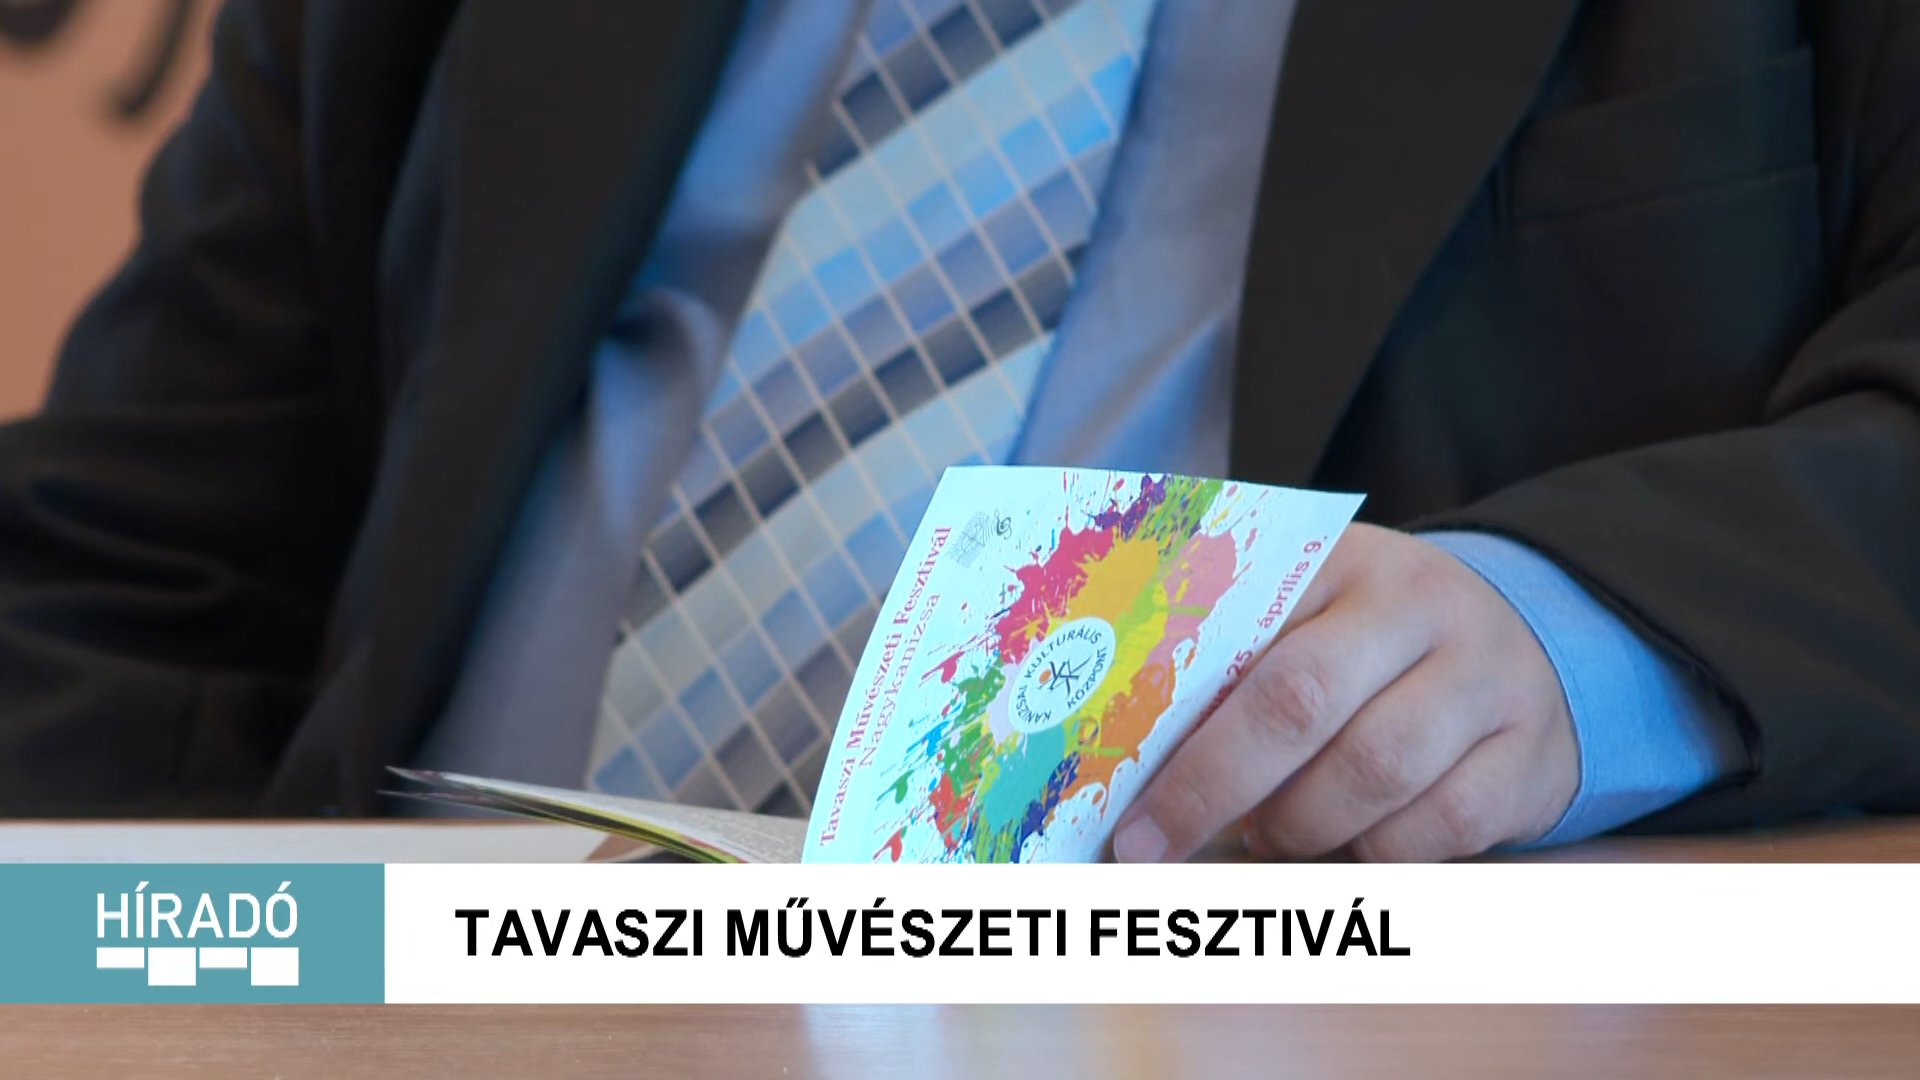 Tavaszi Művészeti Fesztivál
Nagykanizsa
KANIZSAI KULTURÁLIS
KÖZPONT
25 - április 9.
HÍRADÓ
TAVASZI MŰVÉSZETI FESZTIVÁL